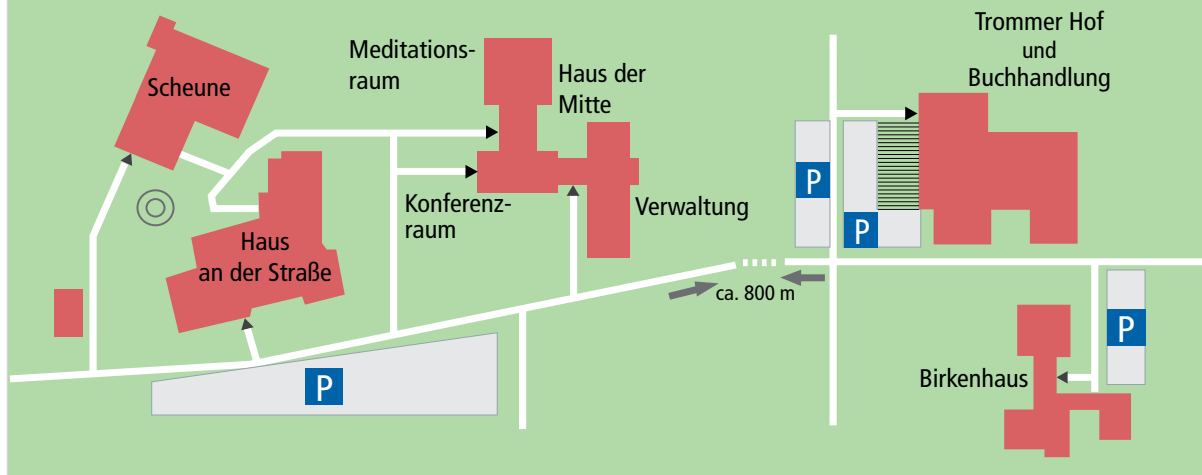 Trommer Hof
und
Buchhandlung
Meditations-
raum
Haus der
Mitte
Scheune
P
Konferenz-
raum
Verwaltung
P
Haus
an der Straße
ca. 800 m
P
Birkenhaus
P